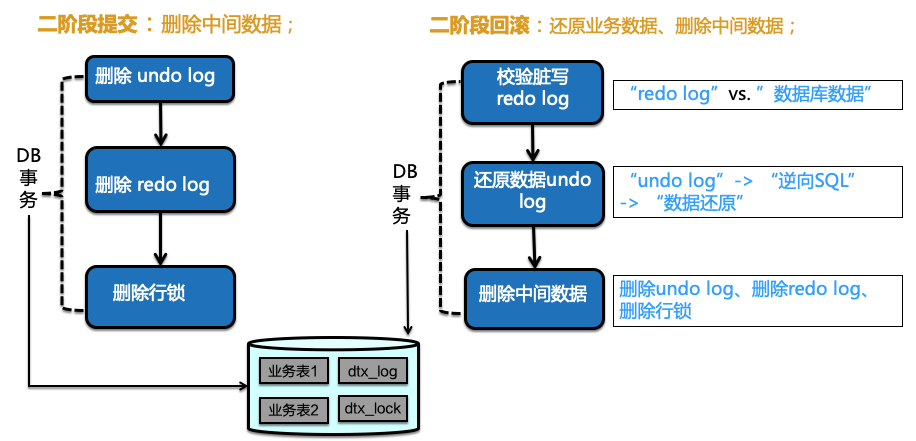 二阶段提交 ：删除中间数据；
删除 undo log
删除 redo log
删除行锁
DB
事
务
二阶段回滚 ：还原业务数据、删除中间数据；
校验脏写
redo log
“redo log” vs. ”数据库数据”
还原数据undo
log
“undo log”-> “逆向SQL”
-> “数据还原”
删除中间数据
删除undo log、删除redo log、
删除行锁
DB
事
务
业务表1
dtx_log
业务表2
dtx_lock